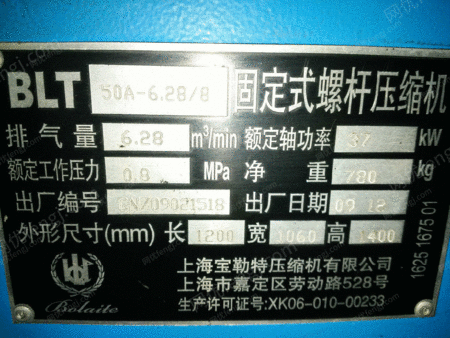 BLT 50A-6.28/8 固定式螺杆压缩机
排气量 6.28 m³/min 额定轴功率 37 kW
额定工作压力 0.8 MPa 净重 780 kg
出厂编号 GNZ09021518 出厂日期 09 12
外形尺寸(mm) 长 1200 宽 1060 高 1400
上海宝勒特压缩机有限公司
上海市嘉定区劳动路528号
生产许可证号:XK06-010-00233
Bolaite
1625 1675 01